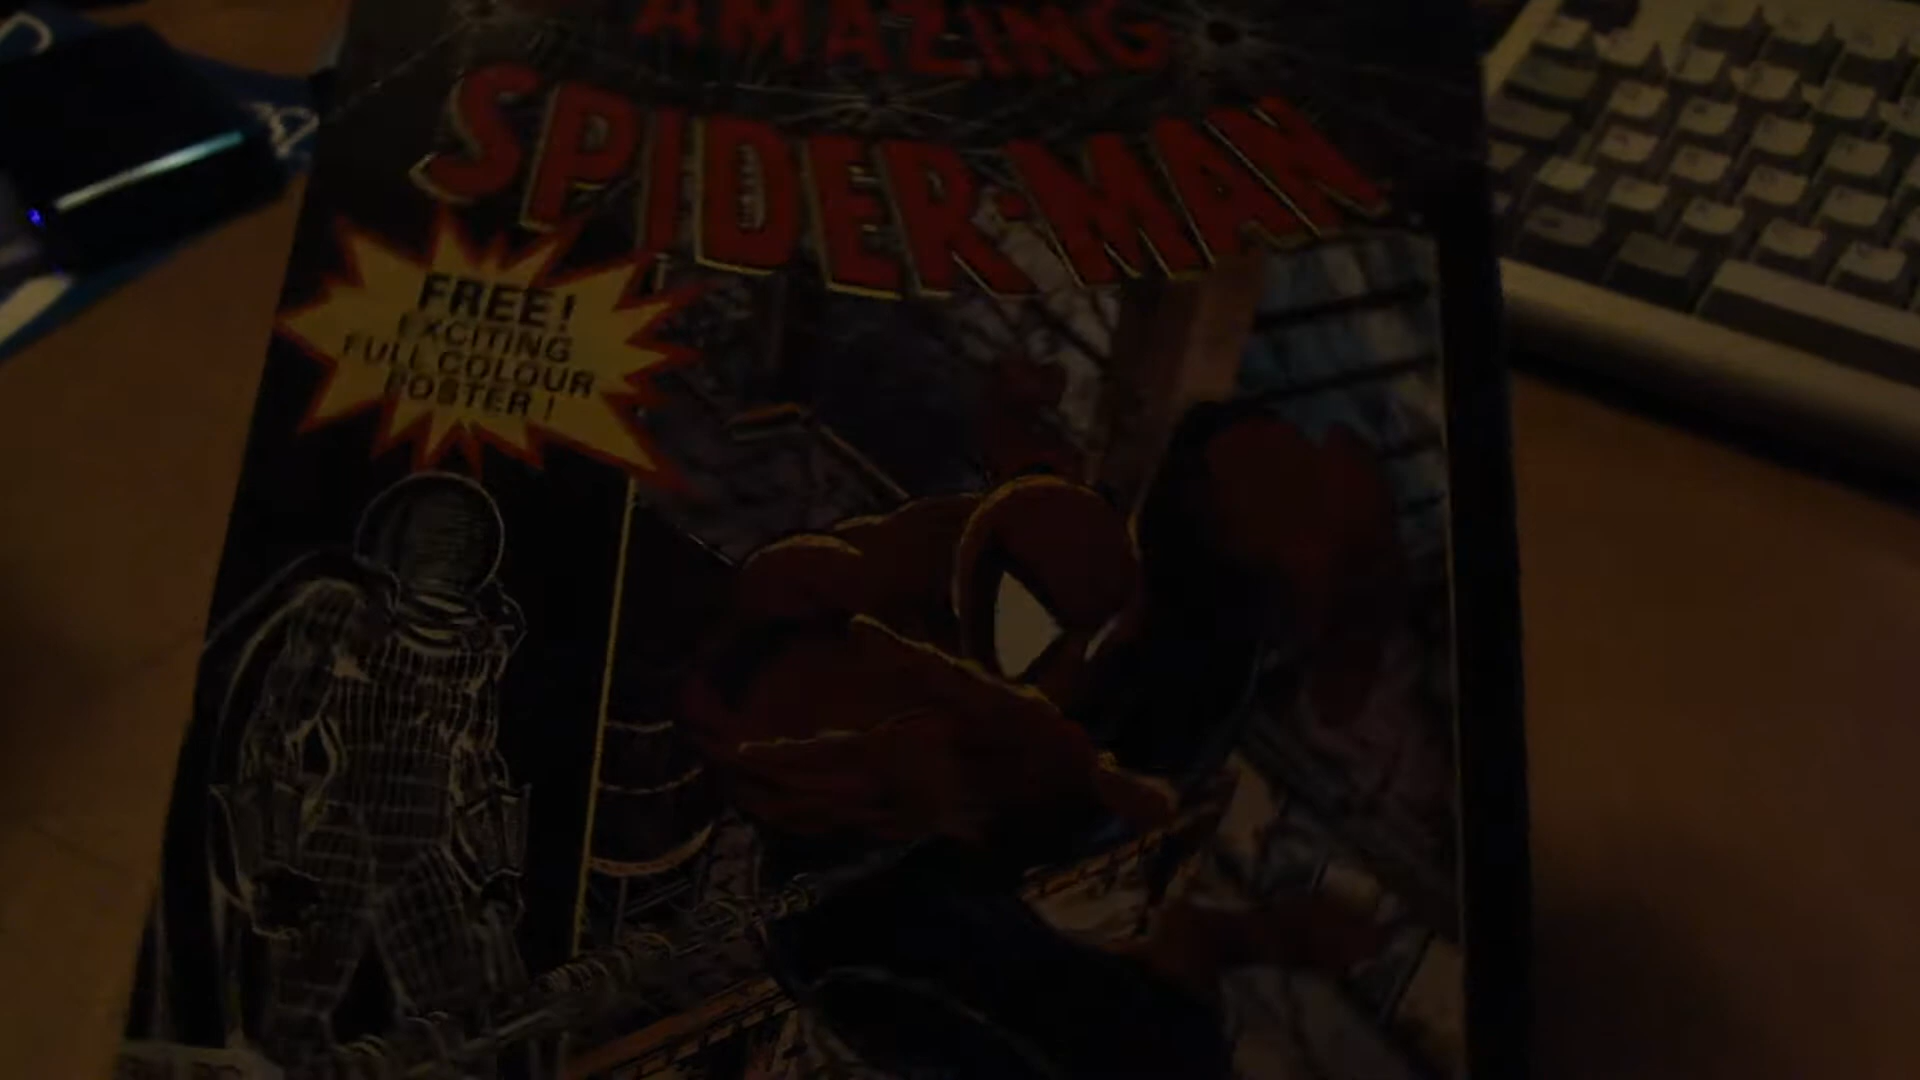 AMAZING
SPIDER-MAN
FREE!
EXCITING
FULL COLOUR
POSTER!